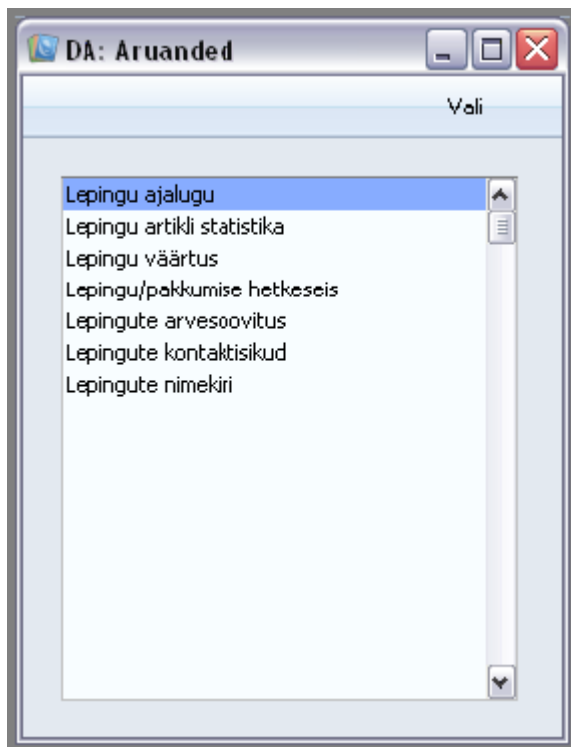 DA: Aruanded
Vali
Lepingu ajalugu
Lepingu artikli statistika
Lepingu väärtus
Lepingu/pakkumise hetkeseis
Lepingute arvesoovitus
Lepingute kontaktisikud
Lepingute nimekiri